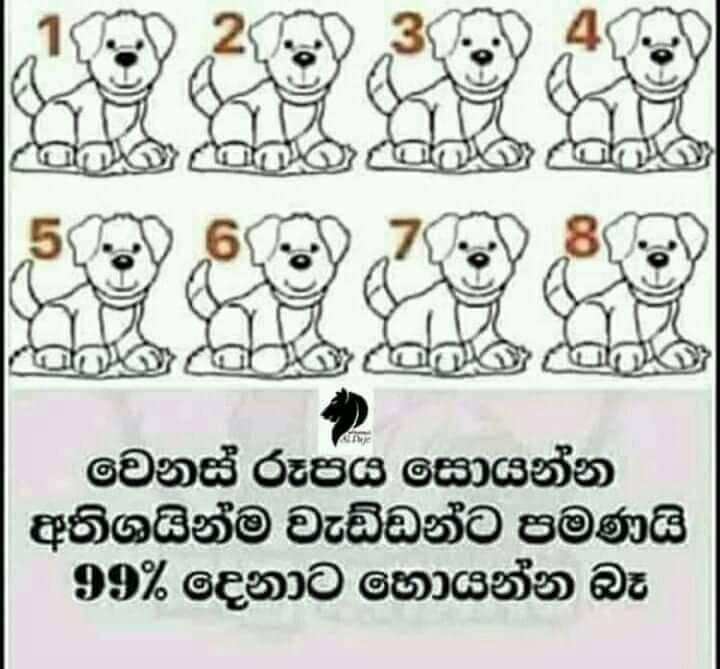 1 2 3 4
5 6 7 8
වෙනස් රූපය සොයන්න
අතිශයින්ම වැඩ්ඩන්ට පමණයි
99% දෙනාට හොයන්න බෑ